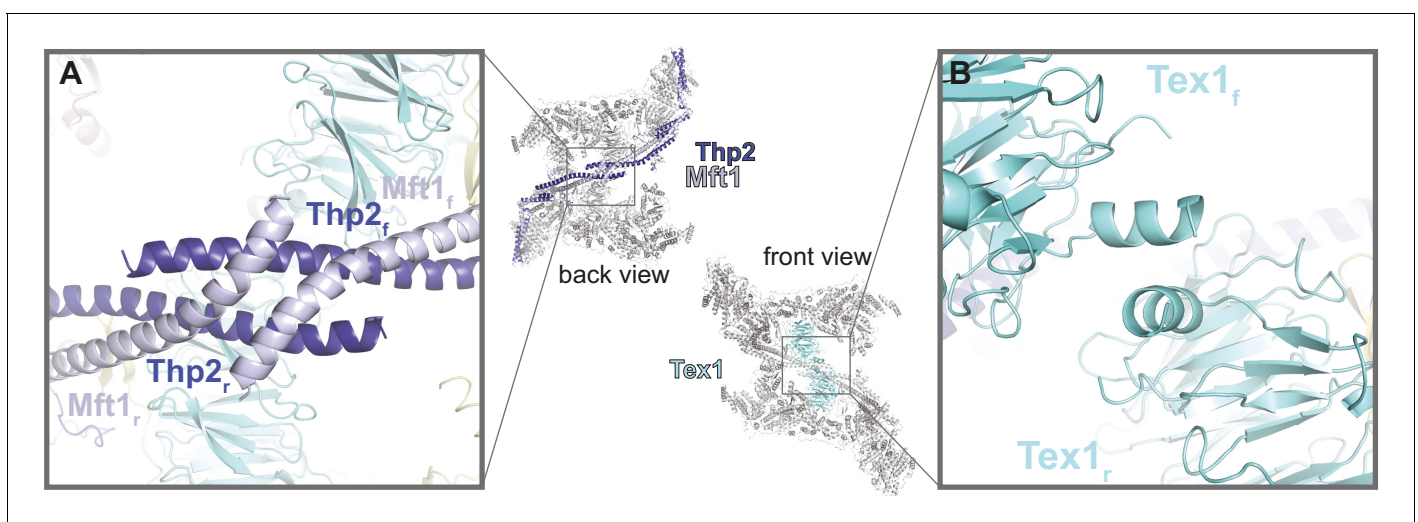 A
Thp2f
Mft1f
Thp2r
Mft1r
Thp2
Mft1
back view
front view
Tex1
B
Tex1f
Tex1r